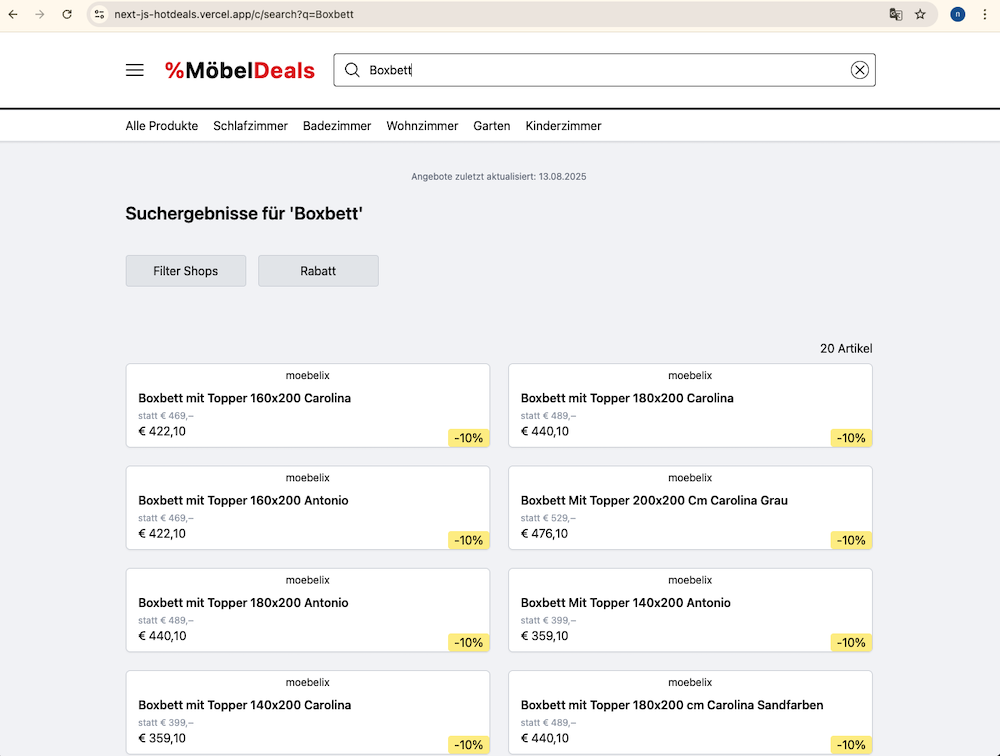 next-js-hotdeals.vercel.app/c/search?q=Boxbett
n
%MöbelDeals
Boxbett
Alle Produkte Schlafzimmer Badezimmer Wohnzimmer Garten Kinderzimmer
Angebote zuletzt aktualisiert: 13.08.2025
Suchergebnisse für 'Boxbett'
Filter Shops Rabatt
20 Artikel
moebelix
Boxbett mit Topper 160x200 Carolina
statt € 469,–
€ 422,10
-10%
moebelix
Boxbett mit Topper 180x200 Carolina
statt € 489,–
€ 440,10
-10%
moebelix
Boxbett mit Topper 160x200 Antonio
statt € 469,–
€ 422,10
-10%
moebelix
Boxbett Mit Topper 200x200 Cm Carolina Grau
statt € 529,–
€ 476,10
-10%
moebelix
Boxbett mit Topper 180x200 Antonio
statt € 489,–
€ 440,10
-10%
moebelix
Boxbett Mit Topper 140x200 Antonio
statt € 399,–
€ 359,10
-10%
moebelix
Boxbett mit Topper 140x200 Carolina
statt € 399,–
€ 359,10
-10%
moebelix
Boxbett mit Topper 180x200 cm Carolina Sandfarben
statt € 489,–
€ 440,10
-10%